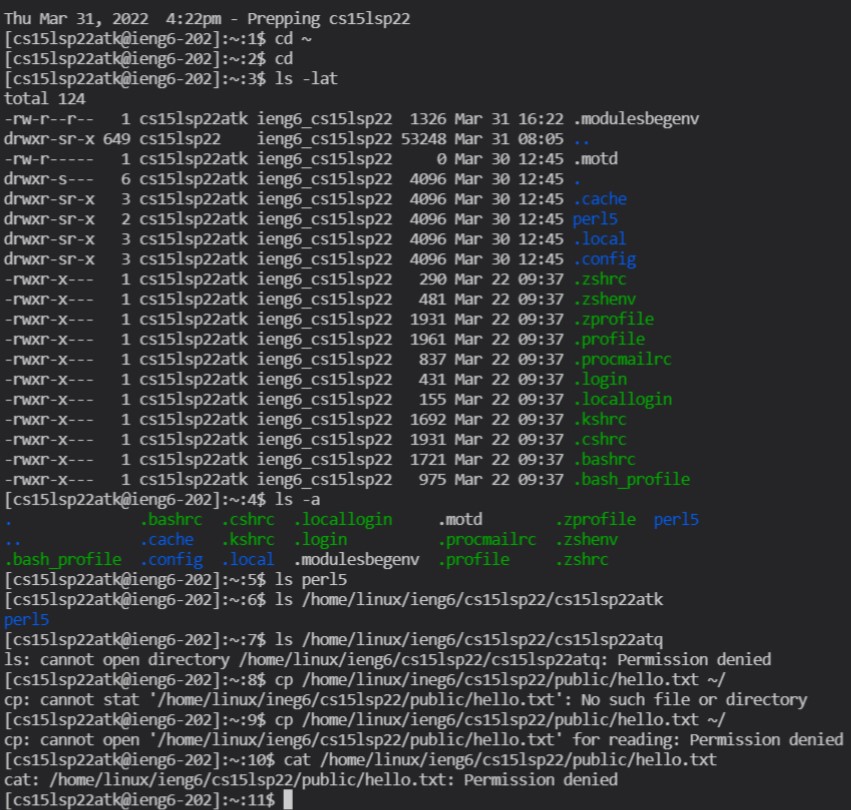 Thu Mar 31, 2022  4:22pm - Prepping cs15lsp22
[cs15lsp22atk@ieng6-202]:~:1$ cd ~
[cs15lsp22atk@ieng6-202]:~:2$ cd
[cs15lsp22atk@ieng6-202]:~:3$ ls -lat
total 124
-rw-r--r--   1 cs15lsp22atk ieng6_cs15lsp22  1326 Mar 31 16:22 .modulesbegenv
drwxr-sr-x 649 cs15lsp22    ieng6_cs15lsp22 53248 Mar 31 08:05 ..
-rw-r-----   1 cs15lsp22atk ieng6_cs15lsp22     0 Mar 30 12:45 .motd
drwxr-s---   6 cs15lsp22atk ieng6_cs15lsp22  4096 Mar 30 12:45 .
drwxr-sr-x   3 cs15lsp22atk ieng6_cs15lsp22  4096 Mar 30 12:45 .cache
drwxr-sr-x   2 cs15lsp22atk ieng6_cs15lsp22  4096 Mar 30 12:45 perl5
drwxr-sr-x   3 cs15lsp22atk ieng6_cs15lsp22  4096 Mar 30 12:45 .local
drwxr-sr-x   3 cs15lsp22atk ieng6_cs15lsp22  4096 Mar 30 12:45 .config
-rwxr-x---   1 cs15lsp22atk ieng6_cs15lsp22   290 Mar 22 09:37 .zshrc
-rwxr-x---   1 cs15lsp22atk ieng6_cs15lsp22   481 Mar 22 09:37 .zshenv
-rwxr-x---   1 cs15lsp22atk ieng6_cs15lsp22  1931 Mar 22 09:37 .zprofile
-rwxr-x---   1 cs15lsp22atk ieng6_cs15lsp22  1961 Mar 22 09:37 .profile
-rwxr-x---   1 cs15lsp22atk ieng6_cs15lsp22   837 Mar 22 09:37 .procmailrc
-rwxr-x---   1 cs15lsp22atk ieng6_cs15lsp22   431 Mar 22 09:37 .login
-rwxr-x---   1 cs15lsp22atk ieng6_cs15lsp22   155 Mar 22 09:37 .locallogin
-rwxr-x---   1 cs15lsp22atk ieng6_cs15lsp22  1692 Mar 22 09:37 .kshrc
-rwxr-x---   1 cs15lsp22atk ieng6_cs15lsp22  1931 Mar 22 09:37 .cshrc
-rwxr-x---   1 cs15lsp22atk ieng6_cs15lsp22  1721 Mar 22 09:37 .bashrc
-rwxr-x---   1 cs15lsp22atk ieng6_cs15lsp22   975 Mar 22 09:37 .bash_profile
[cs15lsp22atk@ieng6-202]:~:4$ ls -a
.              .bashrc  .cshrc  .locallogin     .motd        .zprofile  perl5
..             .cache   .kshrc  .login          .procmailrc  .zshenv
.bash_profile  .config  .local  .modulesbegenv  .profile     .zshrc
[cs15lsp22atk@ieng6-202]:~:5$ ls perl5
[cs15lsp22atk@ieng6-202]:~:6$ ls /home/linux/ieng6/cs15lsp22/cs15lsp22atk
perl5
[cs15lsp22atk@ieng6-202]:~:7$ ls /home/linux/ieng6/cs15lsp22/cs15lsp22atq
ls: cannot open directory /home/linux/ieng6/cs15lsp22/cs15lsp22atq: Permission denied
[cs15lsp22atk@ieng6-202]:~:8$ cp /home/linux/ineg6/cs15lsp22/public/hello.txt ~/
cp: cannot stat '/home/linux/ineg6/cs15lsp22/public/hello.txt': No such file or directory
[cs15lsp22atk@ieng6-202]:~:9$ cp /home/linux/ieng6/cs15lsp22/public/hello.txt ~/
cp: cannot open '/home/linux/ieng6/cs15lsp22/public/hello.txt' for reading: Permission denied
[cs15lsp22atk@ieng6-202]:~:10$ cat /home/linux/ieng6/cs15lsp22/public/hello.txt
cat: /home/linux/ieng6/cs15lsp22/public/hello.txt: Permission denied
[cs15lsp22atk@ieng6-202]:~:11$